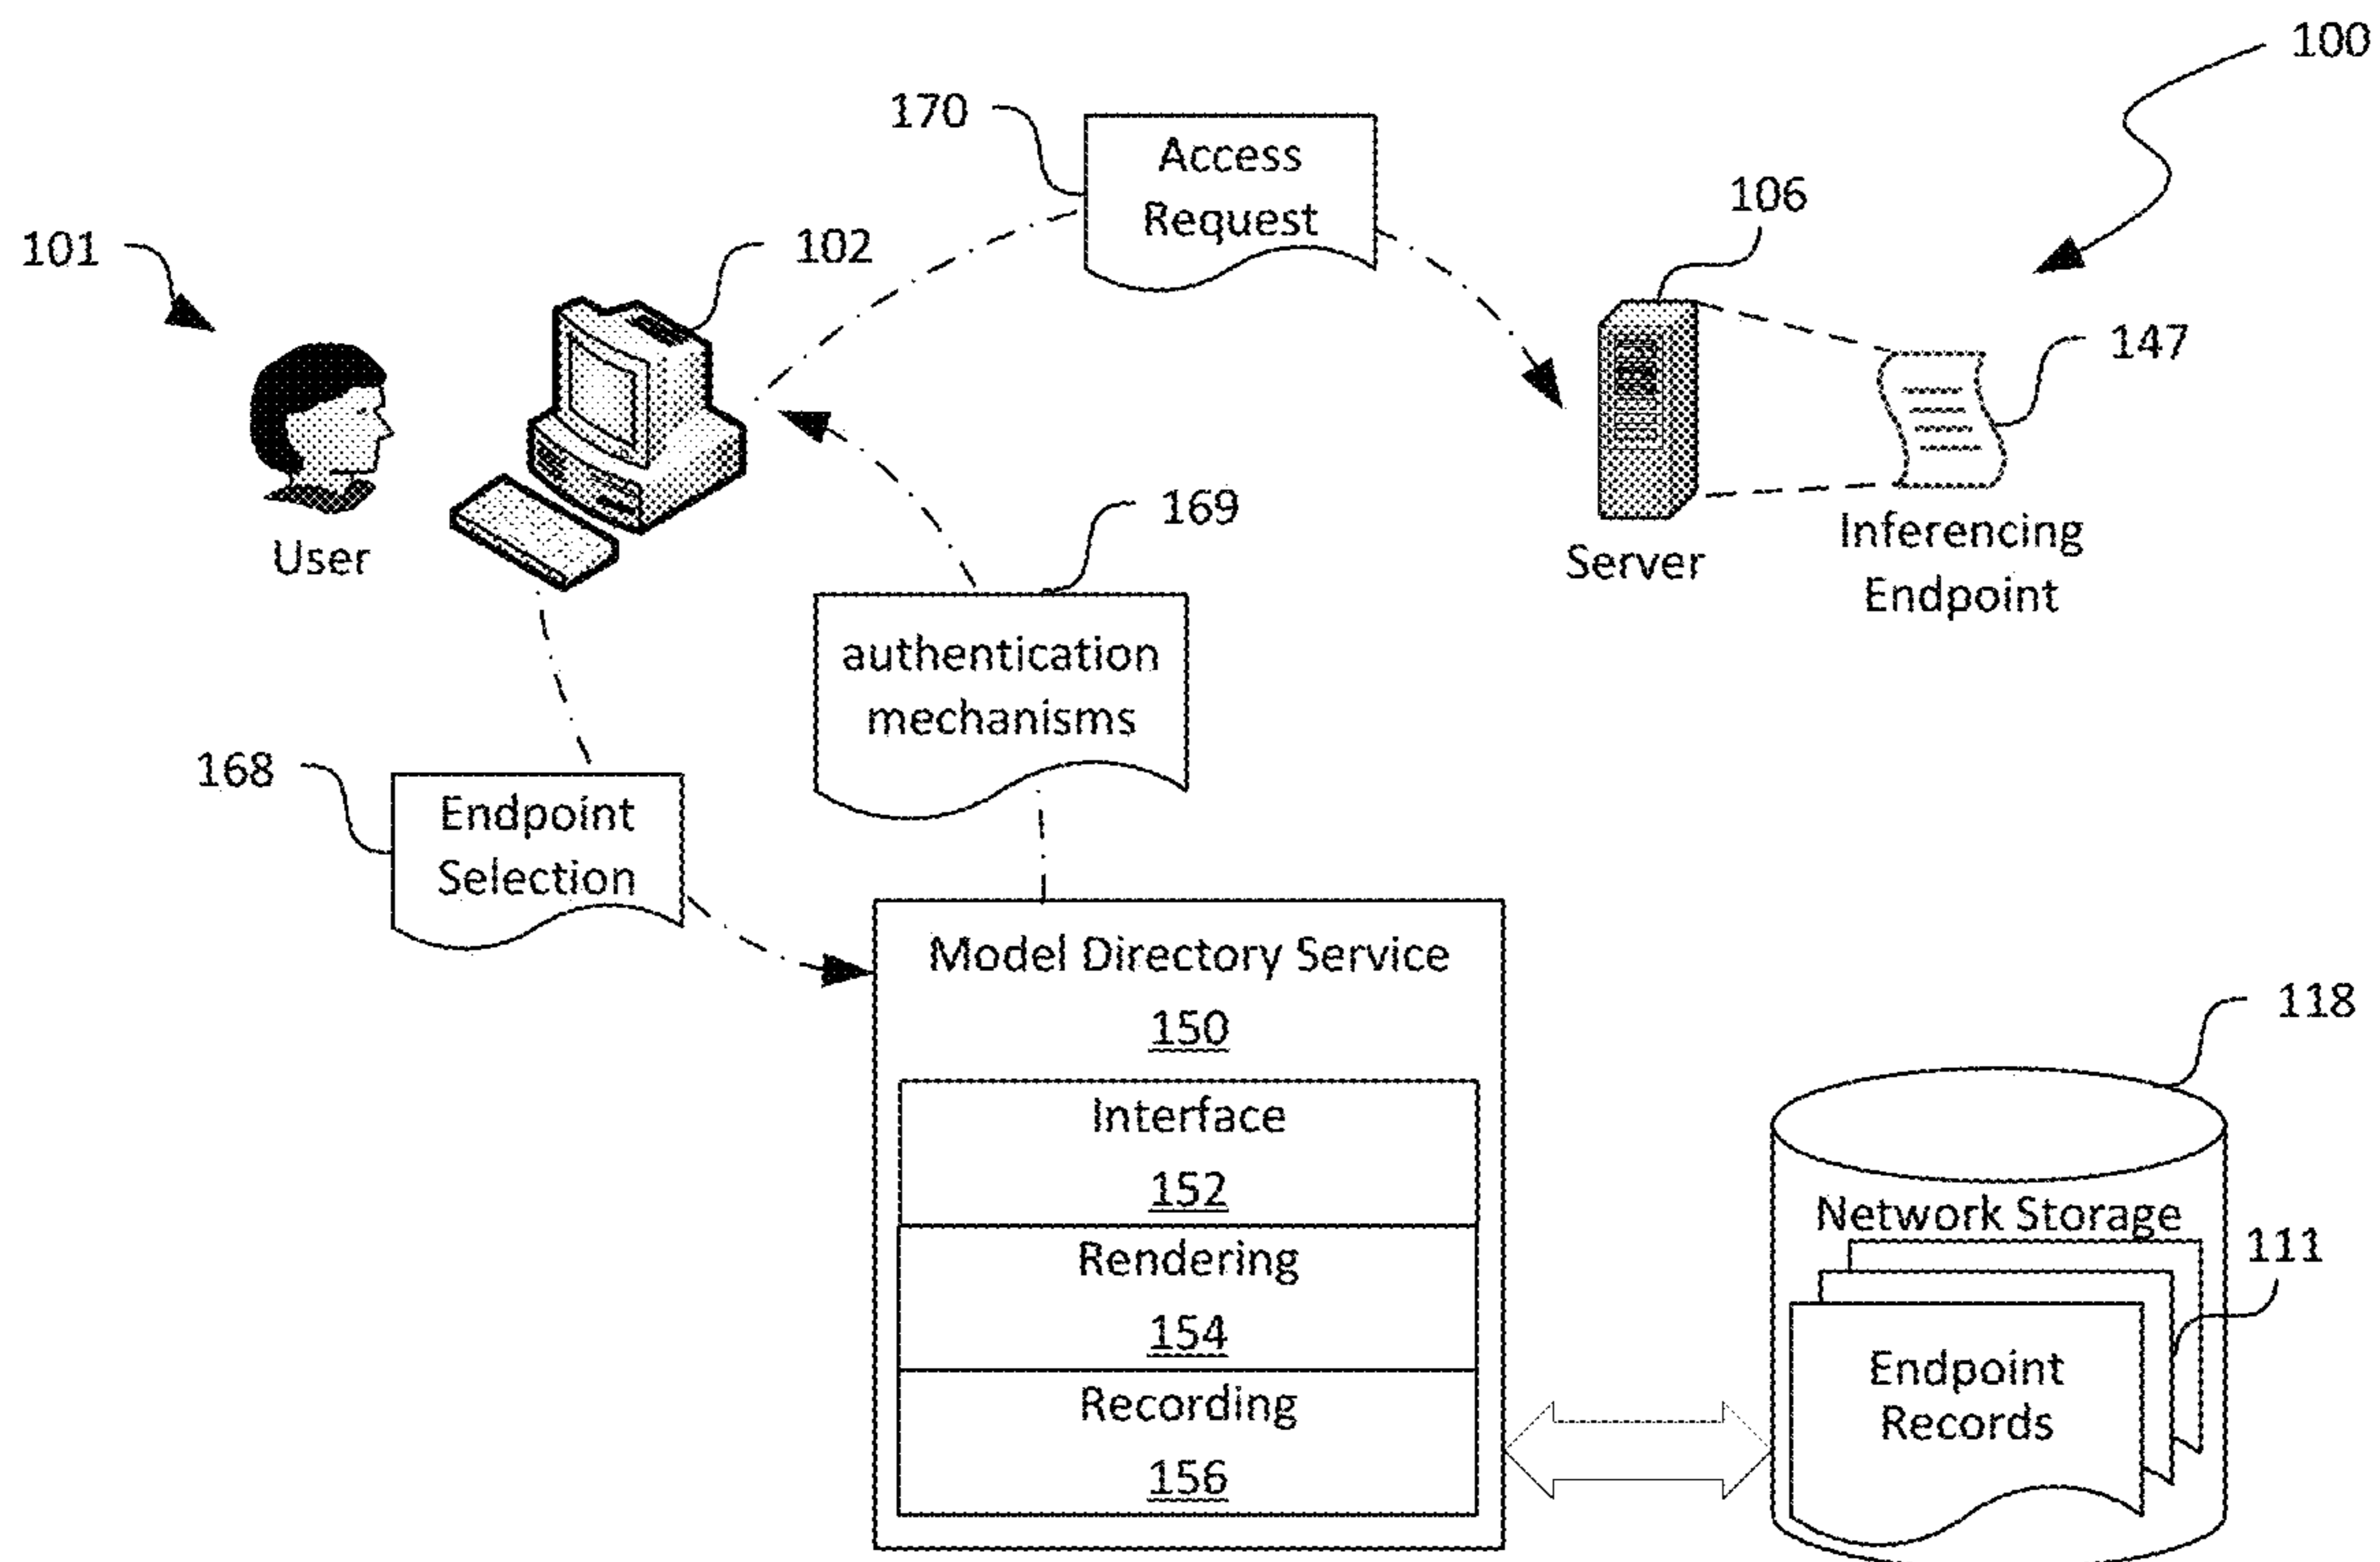 100
170
Access
Request
106
101
102
147
User
169
Server
Inferencing
Endpoint
authentication
mechanisms
168
Endpoint
Selection
Model Directory Service
150
118
Interface
152
Network Storage
111
Rendering
154
Endpoint
Records
Recording
156